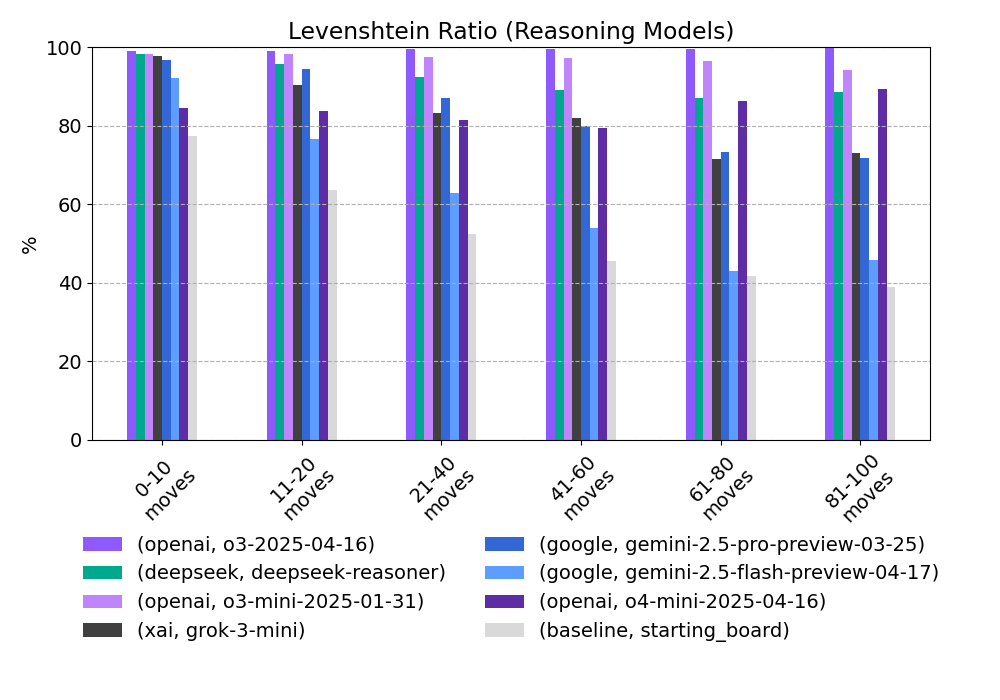 Levenshtein Ratio (Reasoning Models)
%
100
80
60
40
20
0
0-10
moves
11-20
moves
21-40
moves
41-60
moves
61-80
moves
81-100
moves
(openai, o3-2025-04-16)
(deepseek, deepseek-reasoner)
(openai, o3-mini-2025-01-31)
(xai, grok-3-mini)
(google, gemini-2.5-pro-preview-03-25)
(google, gemini-2.5-flash-preview-04-17)
(openai, o4-mini-2025-04-16)
(baseline, starting_board)